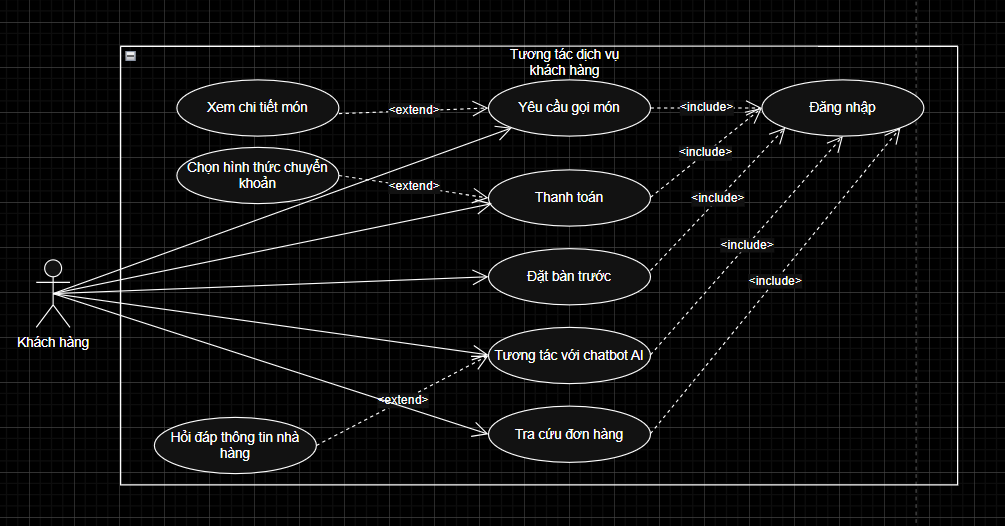 Tương tác dịch vụ
khách hàng
Xem chi tiết món
<extend>
Yêu cầu gọi món
<include>
Đăng nhập
Chọn hình thức chuyển
khoản
<extend>
Thanh toán
<include>
<include>
Đặt bàn trước
<include>
<include>
Khách hàng
Tương tác với chatbot AI
<extend>
Hỏi đáp thông tin nhà
hàng
Tra cứu đơn hàng